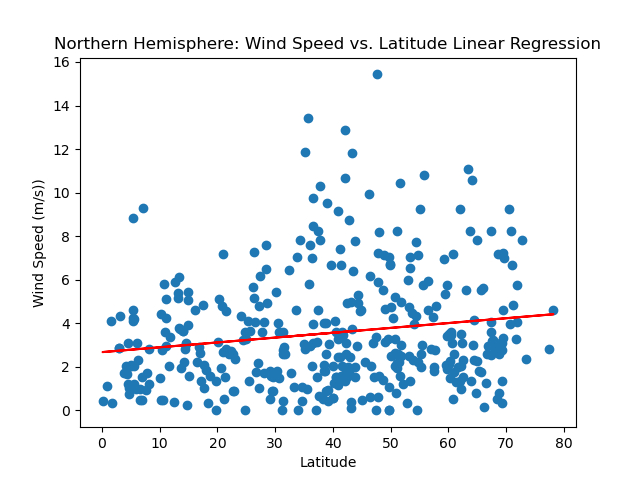 Northern Hemisphere: Wind Speed vs. Latitude Linear Regression
16
14
12
10
8
6
4
2
0
Wind Speed (m/s))
0 10 20 30 40 50 60 70 80
Latitude